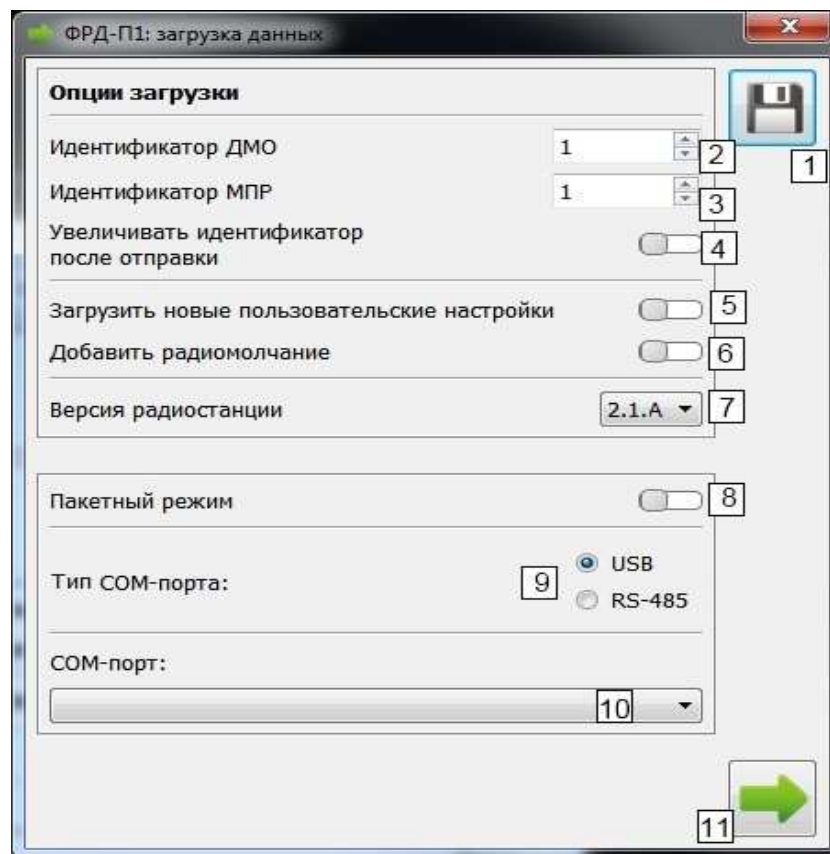 ФРД-П1: загрузка данных
Опции загрузки
1
Идентификатор ДМО 1 2
Идентификатор МПР 1 3
Увеличивать идентификатор
после отправки 4
Загрузить новые пользовательские настройки 5
Добавить радиомолчание 6
Версия радиостанции 2.1.A 7
Пакетный режим 8
Тип COM-порта: 9
USB
RS-485
COM-порт:
10
11